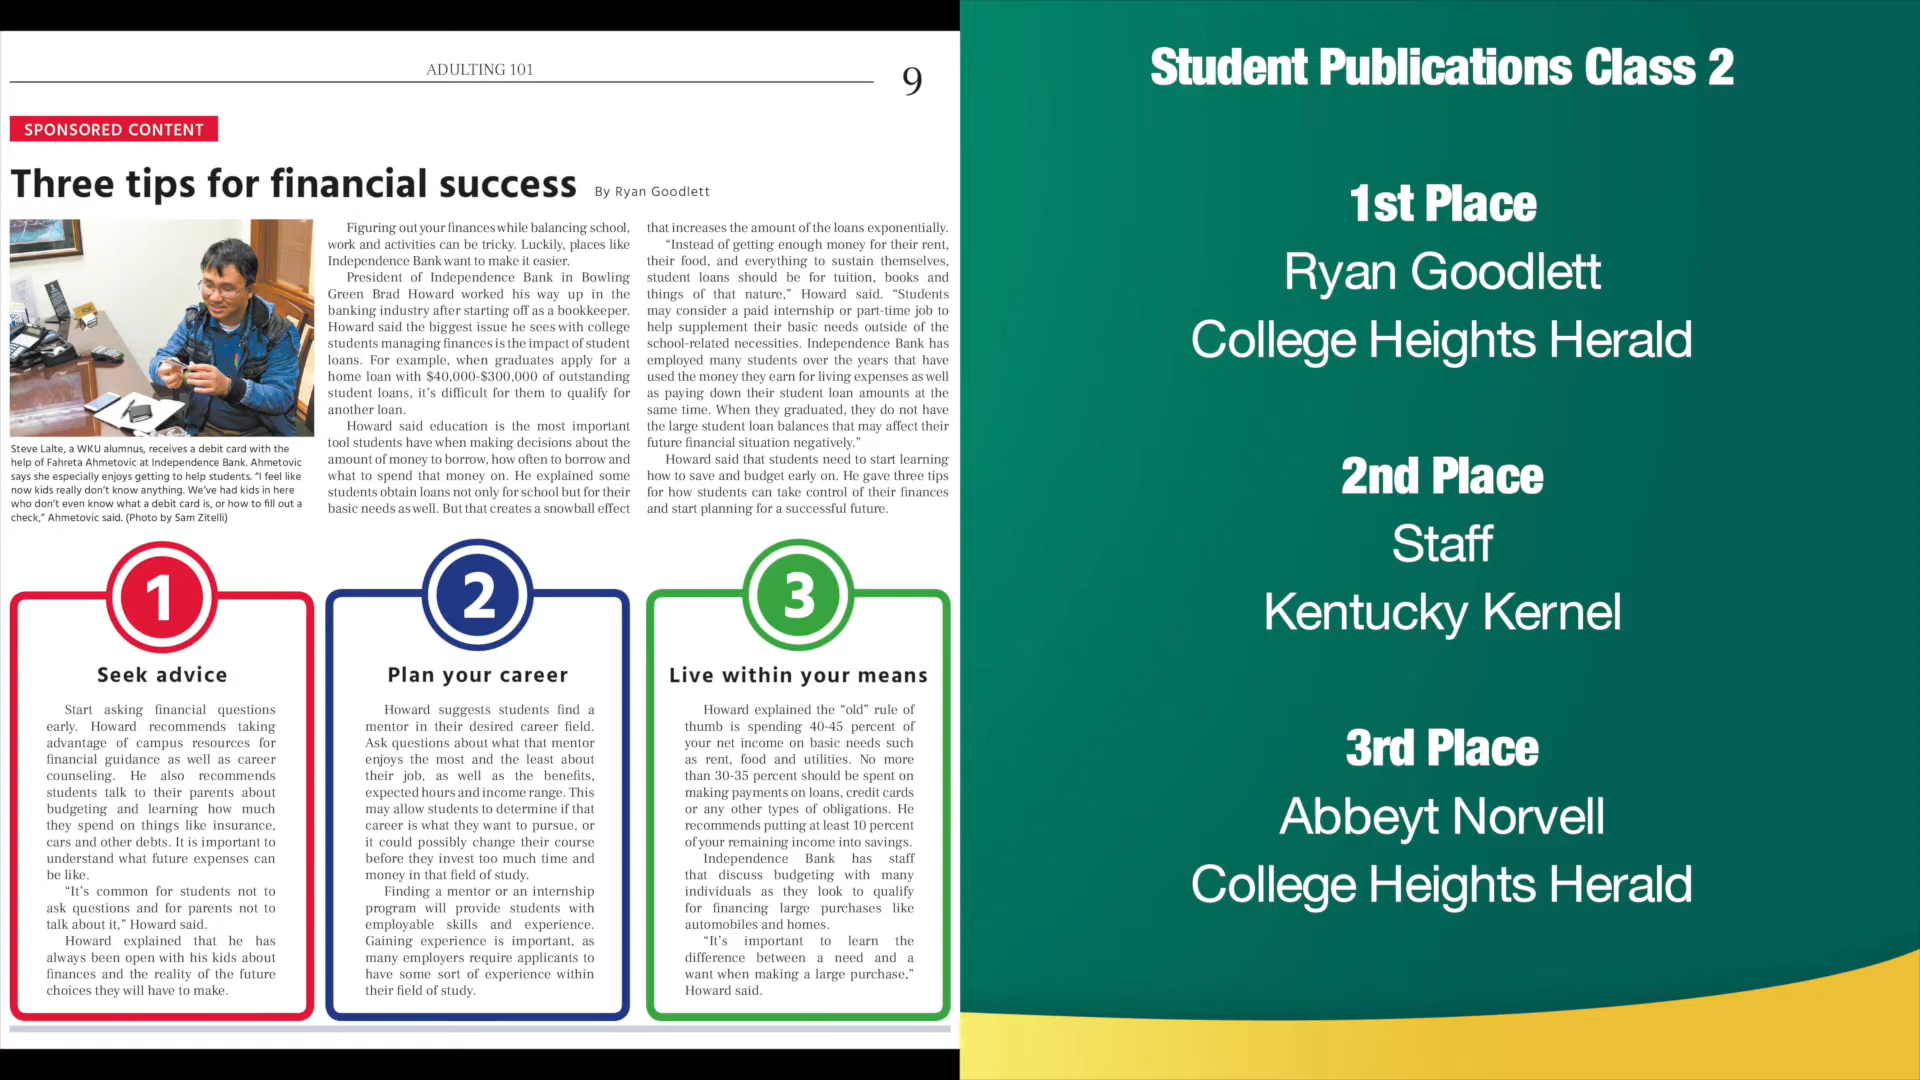 ADULTING 101
9
SPONSORED CONTENT
Three tips for financial success
By Ryan Goodlett
Steve Lalte, a WKU alumnus, receives a debit card with the
help of Fahreta Ahmetovic at Independence Bank. Ahmetovic
says she especially enjoys getting to help students. “I feel like
now kids really don’t know anything. We’ve had kids in here
who don’t even know what a debit card is, or how to fill out a
check,” Ahmetovic said. (Photo by Sam Zitelli)
Figuring out your finances while balancing school,
work and activities can be tricky. Luckily, places like
Independence Bank want to make it easier.
President of Independence Bank in Bowling
Green Brad Howard worked his way up in the
banking industry after starting off as a bookkeeper.
Howard said the biggest issue he sees with college
students managing finances is the impact of student
loans. For example, when graduates apply for a
home loan with $40,000-$300,000 of outstanding
student loans, it’s difficult for them to qualify for
another loan.
Howard said education is the most important
tool students have when making decisions about the
amount of money to borrow, how often to borrow and
what to spend that money on. He explained some
students obtain loans not only for school but for their
basic needs as well. But that creates a snowball effect
that increases the amount of the loans exponentially.
“Instead of getting enough money for their rent,
their food, and everything to sustain themselves,
student loans should be for tuition, books and
things of that nature,” Howard said. “Students
may consider a paid internship or part-time job to
help supplement their basic needs outside of the
school-related necessities. Independence Bank has
employed many students over the years that have
used the money they earn for living expenses as well
as paying down their student loan amounts at the
same time. When they graduated, they do not have
the large student loan balances that may affect their
future financial situation negatively.”
Howard said that students need to start learning
how to save and budget early on. He gave three tips
for how students can take control of their finances
and start planning for a successful future.
1
Seek advice
Start asking financial questions
early. Howard recommends taking
advantage of campus resources for
financial guidance as well as career
counseling. He also recommends
students talk to their parents about
budgeting and learning how much
they spend on things like insurance,
cars and other debts. It is important to
understand what future expenses can
be like.
“It’s common for students not to
ask questions and for parents not to
talk about it,” Howard said.
Howard explained that he has
always been open with his kids about
finances and the reality of the future
choices they will have to make.
2
Plan your career
Howard suggests students find a
mentor in their desired career field.
Ask questions about what that mentor
enjoys the most and the least about
their job, as well as the benefits,
expected hours and income range. This
may allow students to determine if that
career is what they want to pursue, or
it could possibly change their course
before they invest too much time and
money in that field of study.
Finding a mentor or an internship
program will provide students with
employable skills and experience.
Gaining experience is important, as
many employers require applicants to
have some sort of experience within
their field of study.
3
Live within your means
Howard explained the “old” rule of
thumb is spending 40-45 percent of
your net income on basic needs such
as rent, food and utilities. No more
than 30-35 percent should be spent on
making payments on loans, credit cards
or any other types of obligations. He
recommends putting at least 10 percent
of your remaining income into savings.
Independence Bank has staff
that discuss budgeting with many
individuals as they look to qualify
for financing large purchases like
automobiles and homes.
“It’s important to learn the
difference between a need and a
want when making a large purchase,”
Howard said.
Student Publications Class 2
1st Place
Ryan Goodlett
College Heights Herald
2nd Place
Staff
Kentucky Kernel
3rd Place
Abbeyt Norvell
College Heights Herald